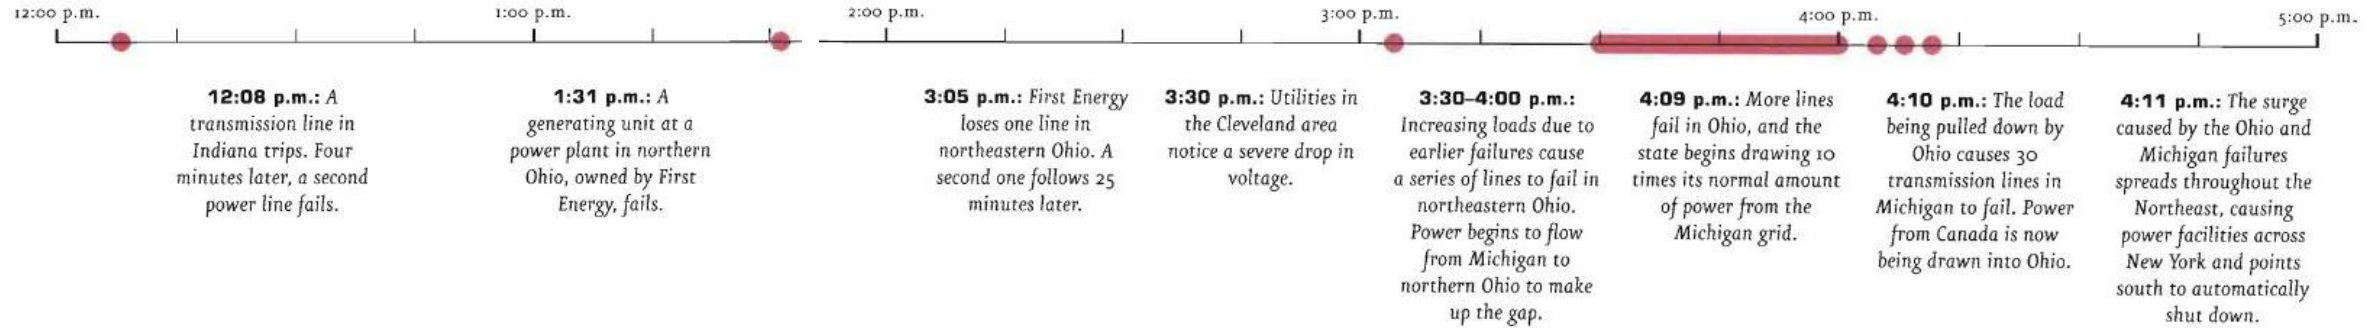 12:00 p.m.
1:00 p.m.
2:00 p.m.
3:00 p.m.
4:00 p.m.
5:00 p.m.
12:08 p.m.: A
transmission line in
Indiana trips. Four
minutes later, a second
power line fails.
1:31 p.m.: A
generating unit at a
power plant in northern
Ohio, owned by First
Energy, fails.
3:05 p.m.: First Energy
loses one line in
northeastern Ohio. A
second one follows 25
minutes later.
3:30 p.m.: Utilities in
the Cleveland area
notice a severe drop in
voltage.
3:30–4:00 p.m.:
Increasing loads due to
earlier failures cause
a series of lines to fail in
northeastern Ohio.
Power begins to flow
from Michigan to
northern Ohio to make
up the gap.
4:09 p.m.: More lines
fail in Ohio, and the
state begins drawing 10
times its normal amount
of power from the
Michigan grid.
4:10 p.m.: The load
being pulled down by
Ohio causes 30
transmission lines in
Michigan to fail. Power
from Canada is now
being drawn into Ohio.
4:11 p.m.: The surge
caused by the Ohio and
Michigan failures
spreads throughout the
Northeast, causing
power facilities across
New York and points
south to automatically
shut down.